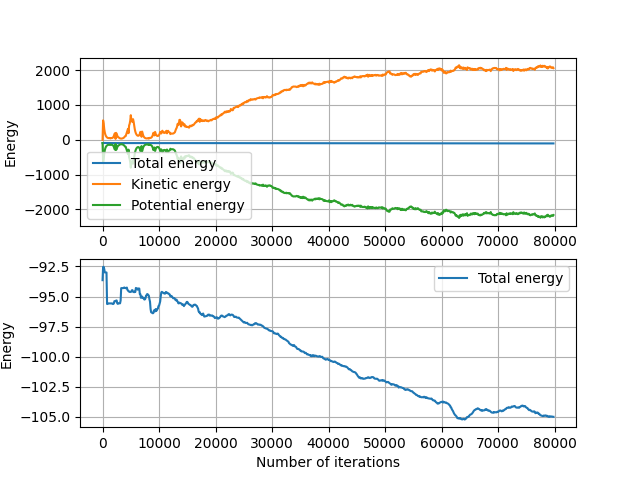 2000
1000
0
−1000
−2000
Energy
Total energy
Kinetic energy
Potential energy
0 10000 20000 30000 40000 50000 60000 70000 80000
−92.5
−95.0
−97.5
−100.0
−102.5
−105.0
Energy
Total energy
0 10000 20000 30000 40000 50000 60000 70000 80000
Number of iterations